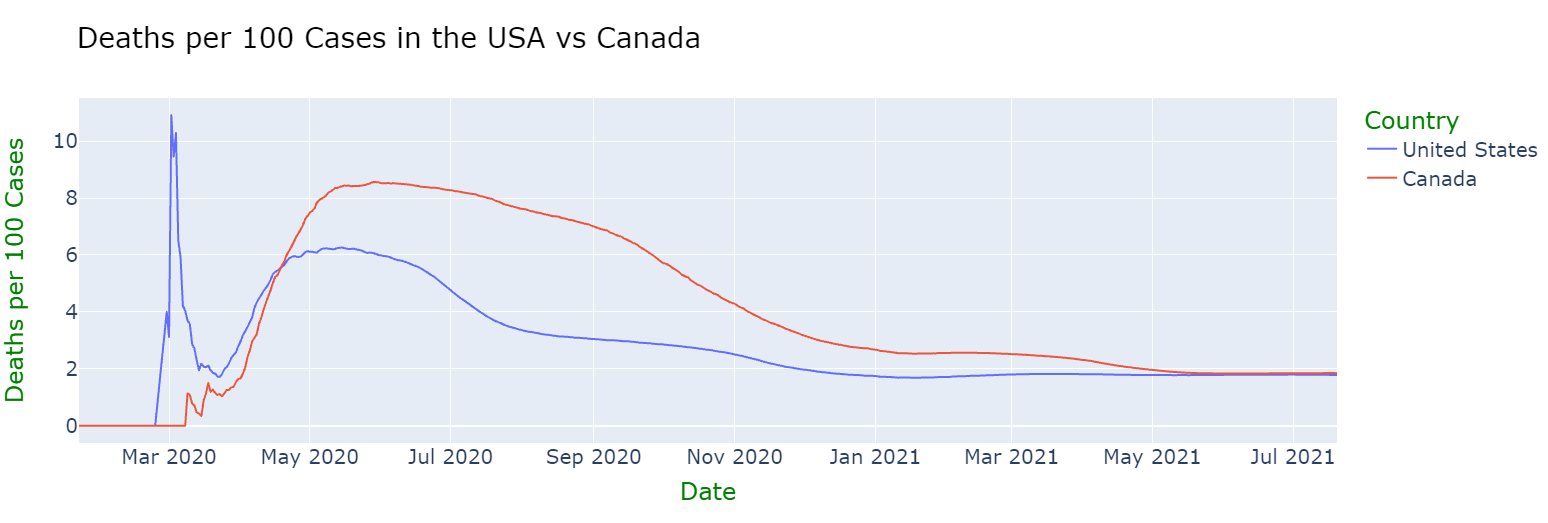 Deaths per 100 Cases in the USA vs Canada
Deaths per 100 Cases
10
8
6
4
2
0
Mar 2020 May 2020 Jul 2020 Sep 2020 Nov 2020 Jan 2021 Mar 2021 May 2021 Jul 2021
Date
Country
United States
Canada